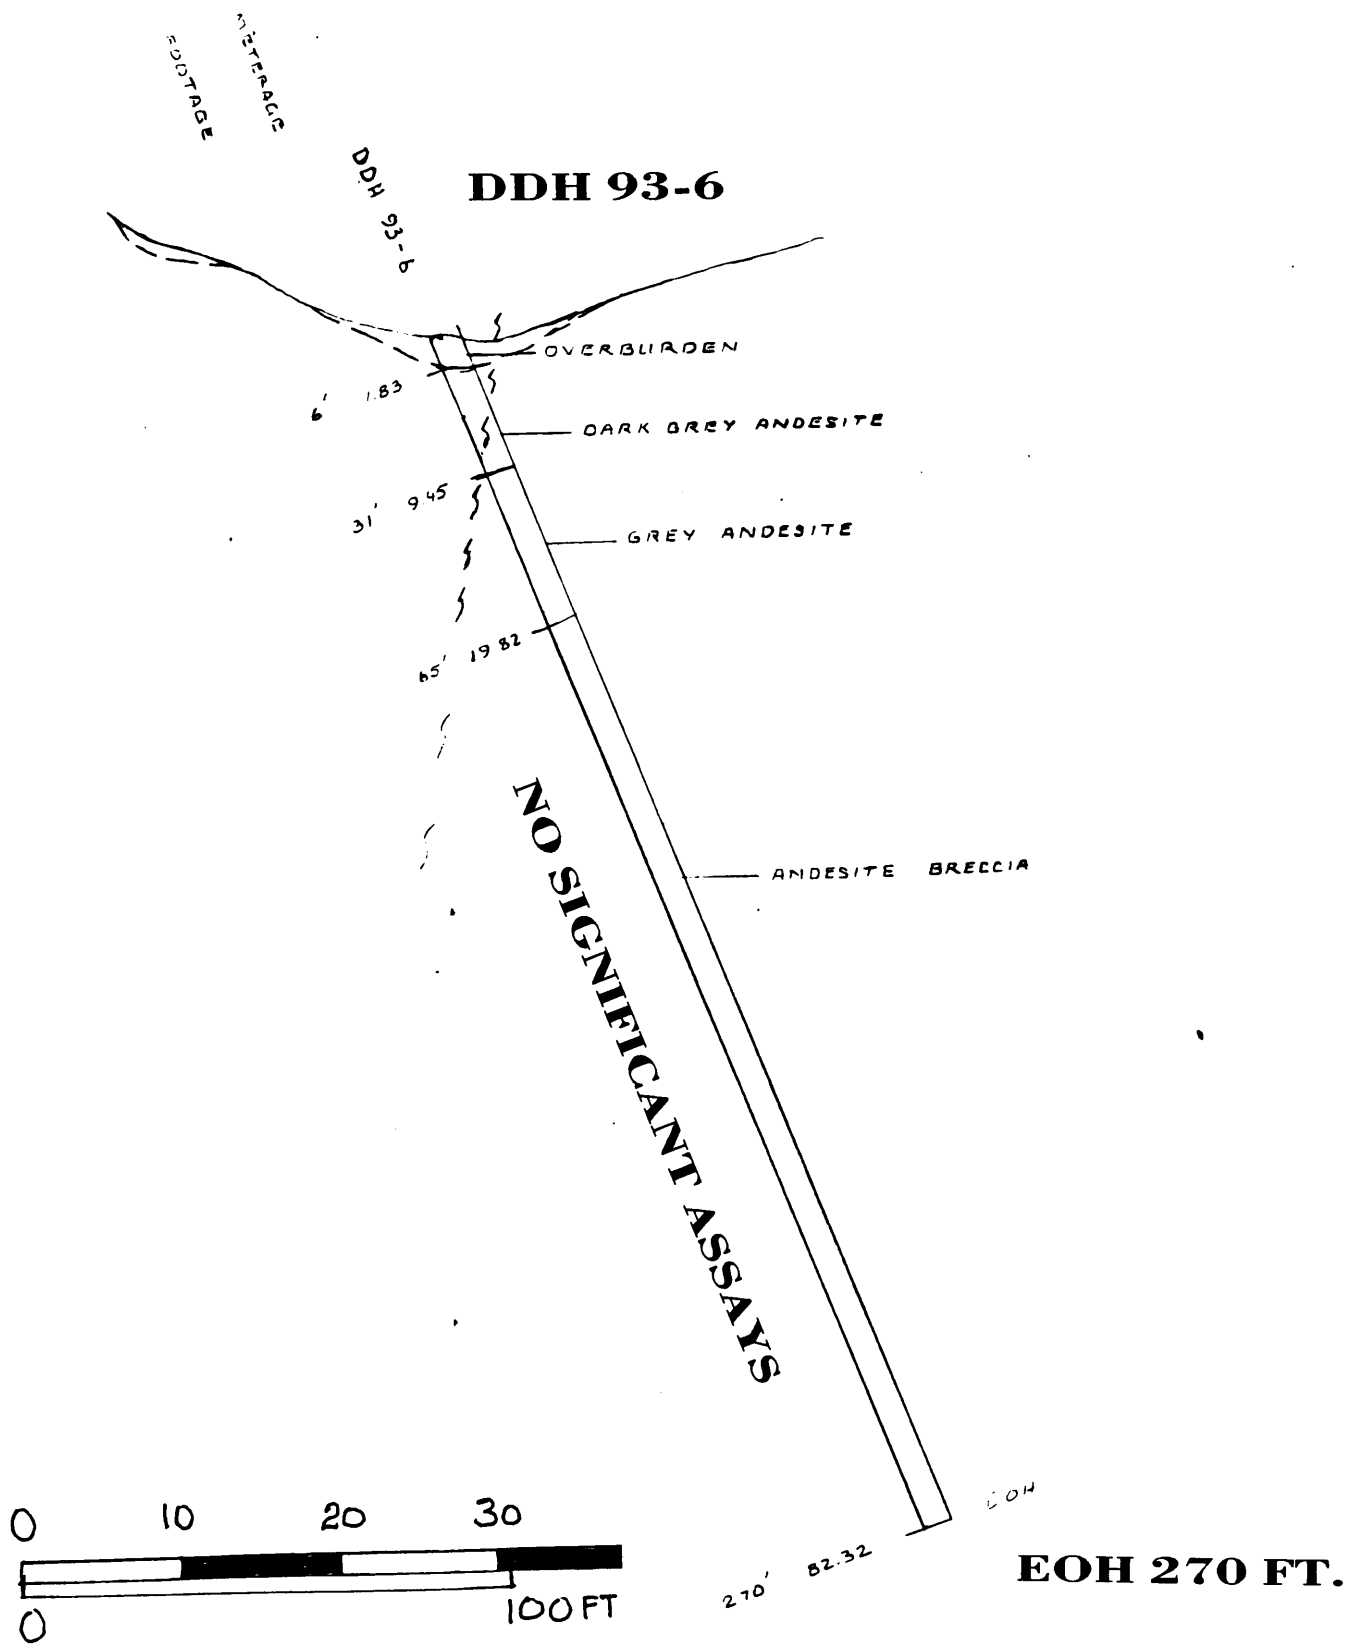 FOOTAGE
METERAGE
DDH 93-6
DDH 93-6
OVERBURDEN
6' 1.83
DARK GREY ANDESITE
31' 9.45
GREY ANDESITE
65' 19 82
NO SIGNIFICANT ASSAYS
ANDESITE BRECCIA
EOH
270' 82.32
EOH 270 FT.
0 10 20 30
0 100 FT